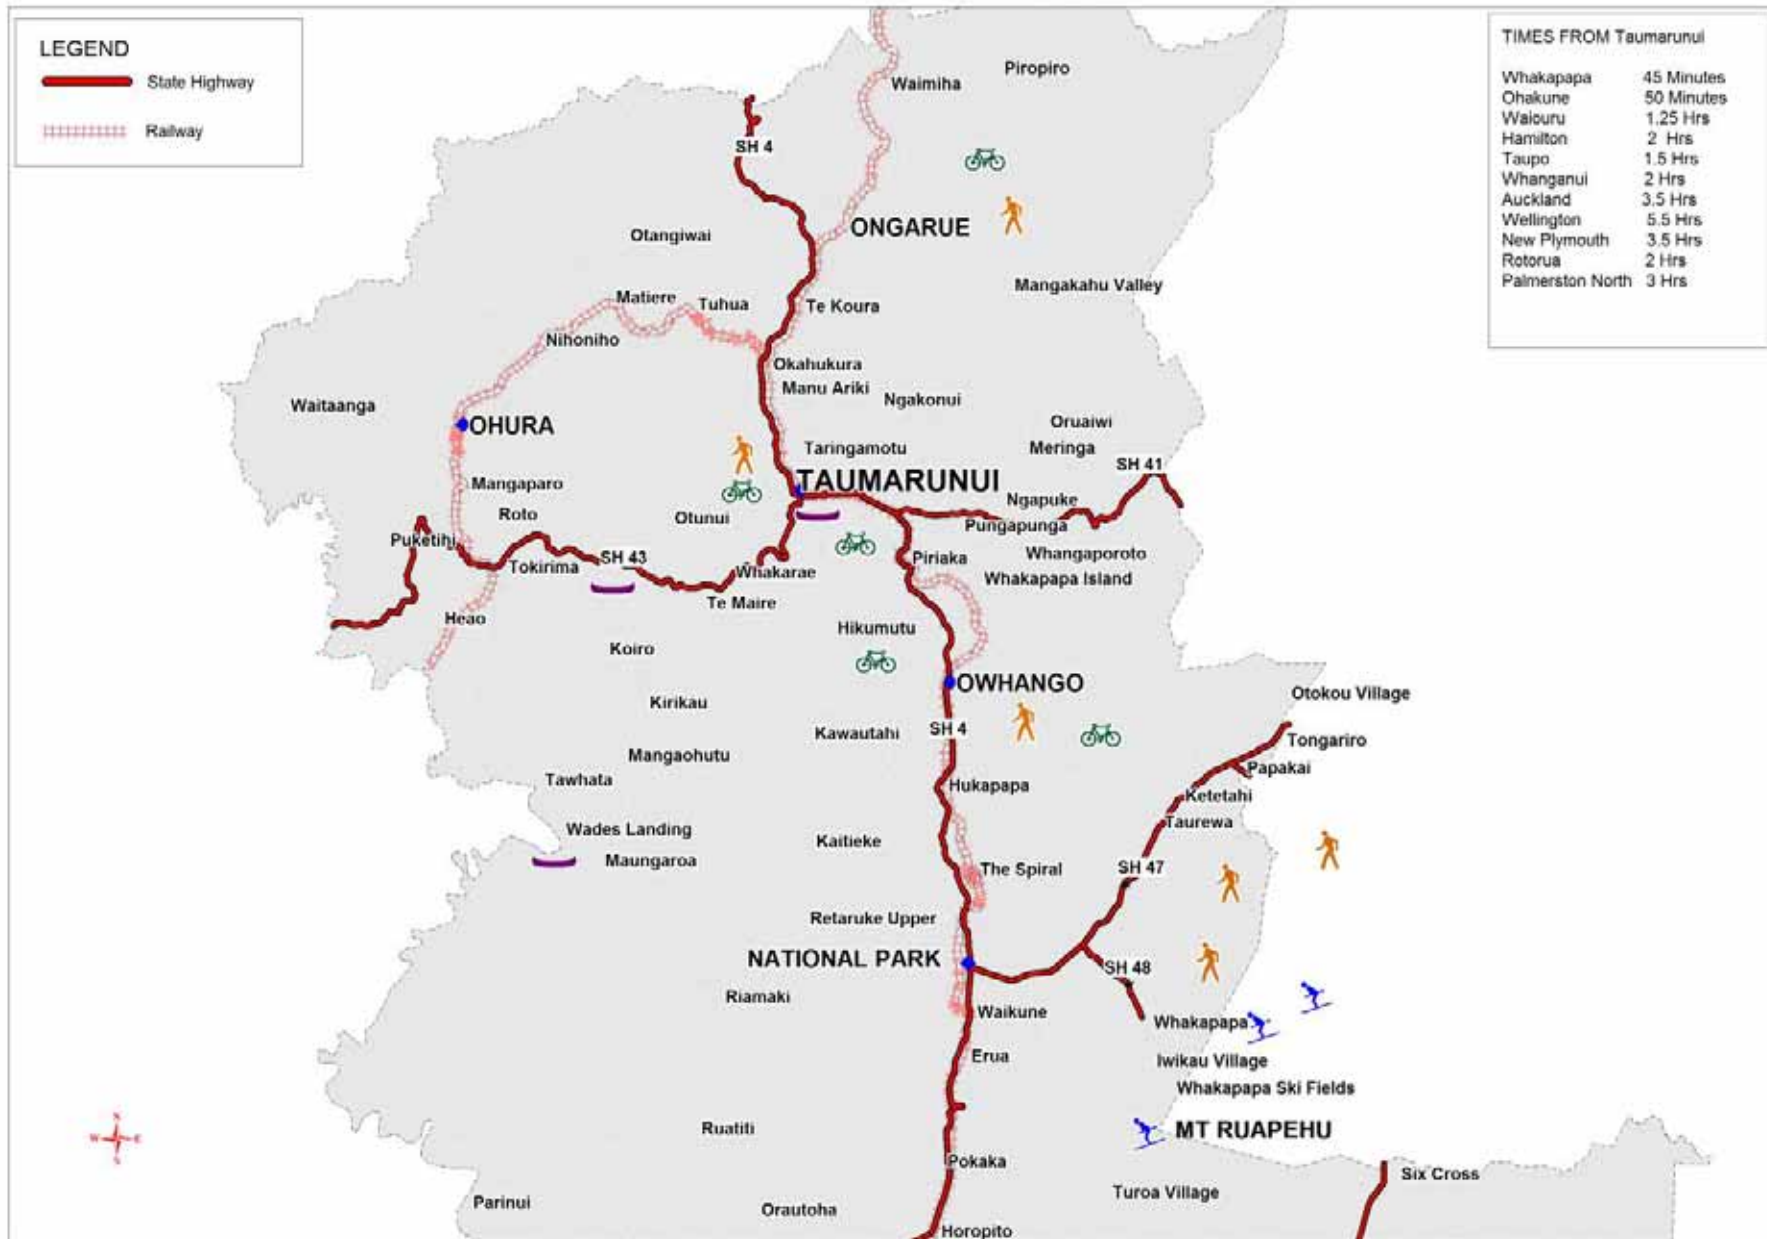 LEGEND
State Highway
Railway
TIMES FROM Taumarunui
Whakapapa 45 Minutes
Ohakune 50 Minutes
Waiouru 1.25 Hrs
Hamilton 2 Hrs
Taupo 1.5 Hrs
Whanganui 2 Hrs
Auckland 3.5 Hrs
Wellington 5.5 Hrs
New Plymouth 3.5 Hrs
Rotorua 2 Hrs
Palmerston North 3 Hrs
Piropiro
Waimiha
SH 4
ONGARUE
Otangiwai
Mangakahu Valley
Matiere
Tuhua
Te Koura
Nihoniho
Okahukura
Manu Ariki
Ngakonui
Waitaanga
OHURA
Oruaiwi
Taringamotu
Meringa
SH 41
TAUMARUNUI
Mangaparo
Ngapuke
Roto
Otunui
Pungapunga
Puketihi
Whangaporoto
SH 43
Piriaka
Tokirima
Whakarae
Whakapapa Island
Te Maire
Heao
Hikumutu
Koiro
OWHANGO
Otokou Village
Kirikau
SH 4
Kawautahi
Tongariro
Mangaohutu
Papakai
Tawhata
Hukapapa
Ketetahi
Taurewa
Wades Landing
Kaitieke
Maungaroa
The Spiral
SH 47
Retaruke Upper
NATIONAL PARK
SH 48
Riamaki
Waikune
Whakapapa
Erua
Iwikau Village
Whakapapa Ski Fields
Ruatiti
MT RUAPEHU
N
W E
S
Pokaka
Six Cross
Turoa Village
Parinui
Orautoha
Horopito